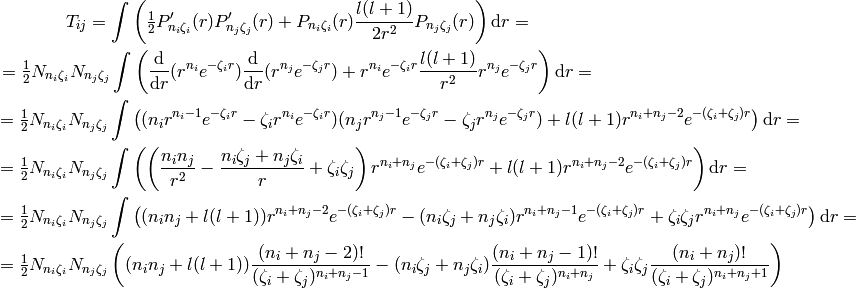 T_{ij} = \int \left( \tfrac{1}{2} P'_{n_i\zeta_i}(r) P'_{n_j\zeta_j}(r) + P_{n_i\zeta_i}(r) \frac{l(l+1)}{2r^2} P_{n_j\zeta_j}(r) \right) \mathrm{d}r =
= \tfrac{1}{2} N_{n_i\zeta_i} N_{n_j\zeta_j} \int \left( \frac{\mathrm{d}}{\mathrm{d}r}(r^{n_i} e^{-\zeta_i r}) \frac{\mathrm{d}}{\mathrm{d}r}(r^{n_j} e^{-\zeta_j r}) + r^{n_i} e^{-\zeta_i r} \frac{l(l+1)}{r^2} r^{n_j} e^{-\zeta_j r} \right) \mathrm{d}r =
= \tfrac{1}{2} N_{n_i\zeta_i} N_{n_j\zeta_j} \int \left( (n_i r^{n_i-1} e^{-\zeta_i r} - \zeta_i r^{n_i} e^{-\zeta_i r})(n_j r^{n_j-1} e^{-\zeta_j r} - \zeta_j r^{n_j} e^{-\zeta_j r}) + l(l+1) r^{n_i+n_j-2} e^{-(\zeta_i+\zeta_j)r} \right) \mathrm{d}r =
= \tfrac{1}{2} N_{n_i\zeta_i} N_{n_j\zeta_j} \int \left( \left( \frac{n_i n_j}{r^2} - \frac{n_i\zeta_j + n_j\zeta_i}{r} + \zeta_i\zeta_j \right) r^{n_i+n_j} e^{-(\zeta_i+\zeta_j)r} + l(l+1) r^{n_i+n_j-2} e^{-(\zeta_i+\zeta_j)r} \right) \mathrm{d}r =
= \tfrac{1}{2} N_{n_i\zeta_i} N_{n_j\zeta_j} \int \left( (n_i n_j + l(l+1)) r^{n_i+n_j-2} e^{-(\zeta_i+\zeta_j)r} - (n_i\zeta_j + n_j\zeta_i) r^{n_i+n_j-1} e^{-(\zeta_i+\zeta_j)r} + \zeta_i\zeta_j r^{n_i+n_j} e^{-(\zeta_i+\zeta_j)r} \right) \mathrm{d}r =
= \tfrac{1}{2} N_{n_i\zeta_i} N_{n_j\zeta_j} \left( (n_i n_j + l(l+1)) \frac{(n_i+n_j-2)!}{(\zeta_i+\zeta_j)^{n_i+n_j-1}} - (n_i\zeta_j + n_j\zeta_i) \frac{(n_i+n_j-1)!}{(\zeta_i+\zeta_j)^{n_i+n_j}} + \zeta_i\zeta_j \frac{(n_i+n_j)!}{(\zeta_i+\zeta_j)^{n_i+n_j+1}} \right)